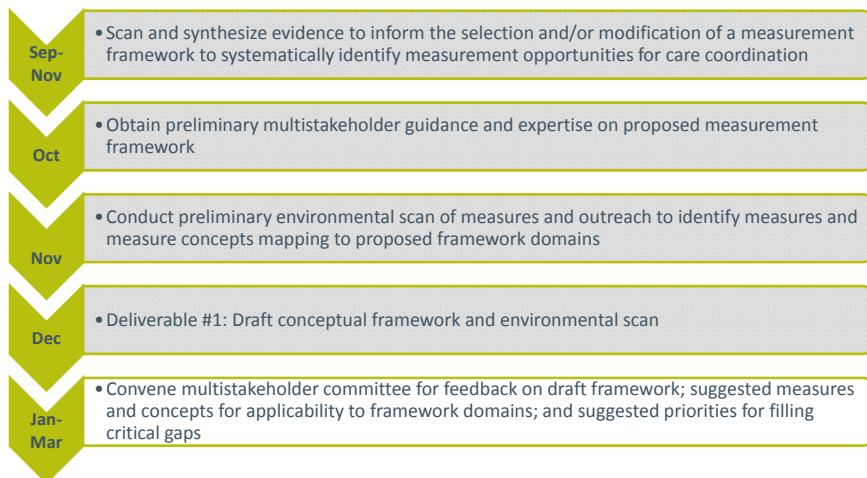 Sep-
Nov
• Scan and synthesize evidence to inform the selection and/or modification of a measurement
framework to systematically identify measurement opportunities for care coordination
Oct
• Obtain preliminary multistakeholder guidance and expertise on proposed measurement
framework
Nov
• Conduct preliminary environmental scan of measures and outreach to identify measures and
measure concepts mapping to proposed framework domains
Dec
• Deliverable #1: Draft conceptual framework and environmental scan
Jan-
Mar
• Convene multistakeholder committee for feedback on draft framework; suggested measures
and concepts for applicability to framework domains; and suggested priorities for filling
critical gaps